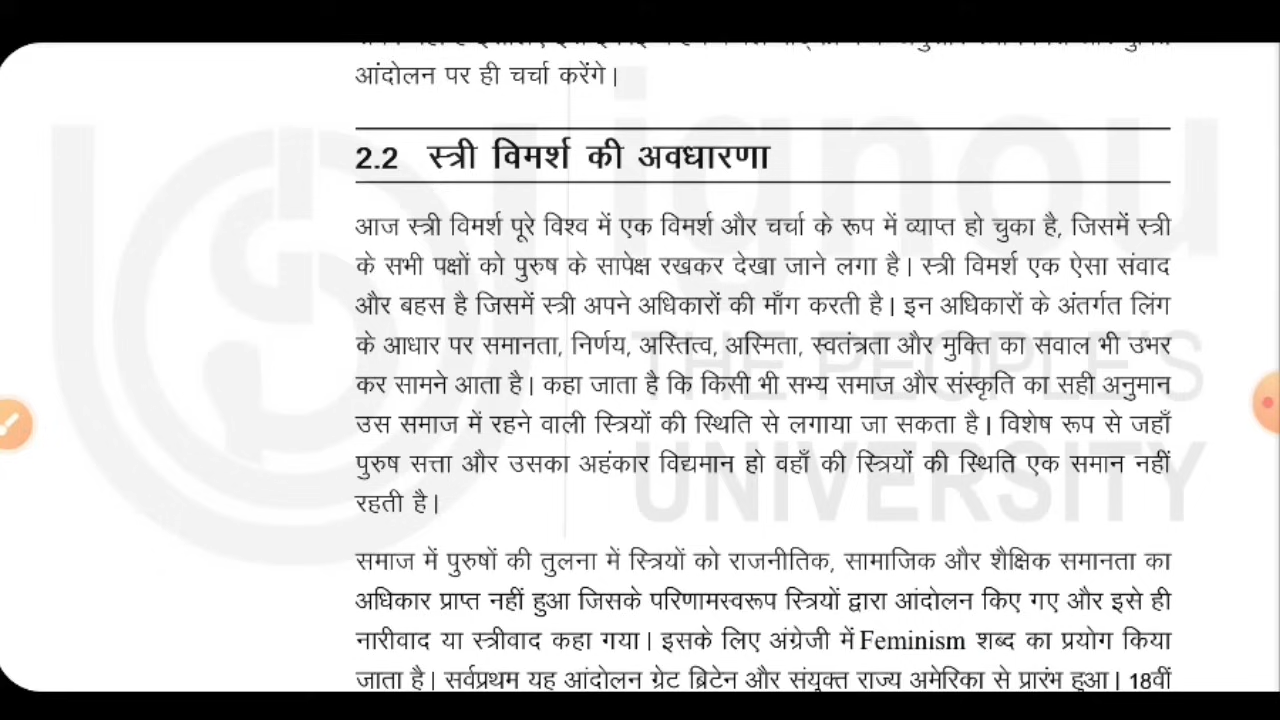 आंदोलन पर ही चर्चा करेंगे।
2.2 स्त्री विमर्श की अवधारणा
आज स्त्री विमर्श पूरे विश्व में एक विमर्श और चर्चा के रूप में व्याप्त हो चुका है, जिसमें स्त्री
के सभी पक्षों को पुरुष के सापेक्ष रखकर देखा जाने लगा है। स्त्री विमर्श एक ऐसा संवाद
और बहस है जिसमें स्त्री अपने अधिकारों की माँग करती है। इन अधिकारों के अंतर्गत लिंग
के आधार पर समानता, निर्णय, अस्तित्व, अस्मिता, स्वतंत्रता और मुक्ति का सवाल भी उभर
कर सामने आता है। कहा जाता है कि किसी भी सभ्य समाज और संस्कृति का सही अनुमान
उस समाज में रहने वाली स्त्रियों की स्थिति से लगाया जा सकता है। विशेष रूप से जहाँ
पुरुष सत्ता और उसका अहंकार विद्यमान हो वहाँ की स्त्रियों की स्थिति एक समान नहीं
रहती है।
समाज में पुरुषों की तुलना में स्त्रियों को राजनीतिक, सामाजिक और शैक्षिक समानता का
अधिकार प्राप्त नहीं हुआ जिसके परिणामस्वरूप स्त्रियों द्वारा आंदोलन किए गए और इसे ही
नारीवाद या स्त्रीवाद कहा गया। इसके लिए अंग्रेजी में Feminism शब्द का प्रयोग किया
जाता है। सर्वप्रथम यह आंदोलन ग्रेट ब्रिटेन और संयुक्त राज्य अमेरिका से प्रारंभ हुआ। 18वीं
ignou
THE PEOPLE'S
UNIVERSITY